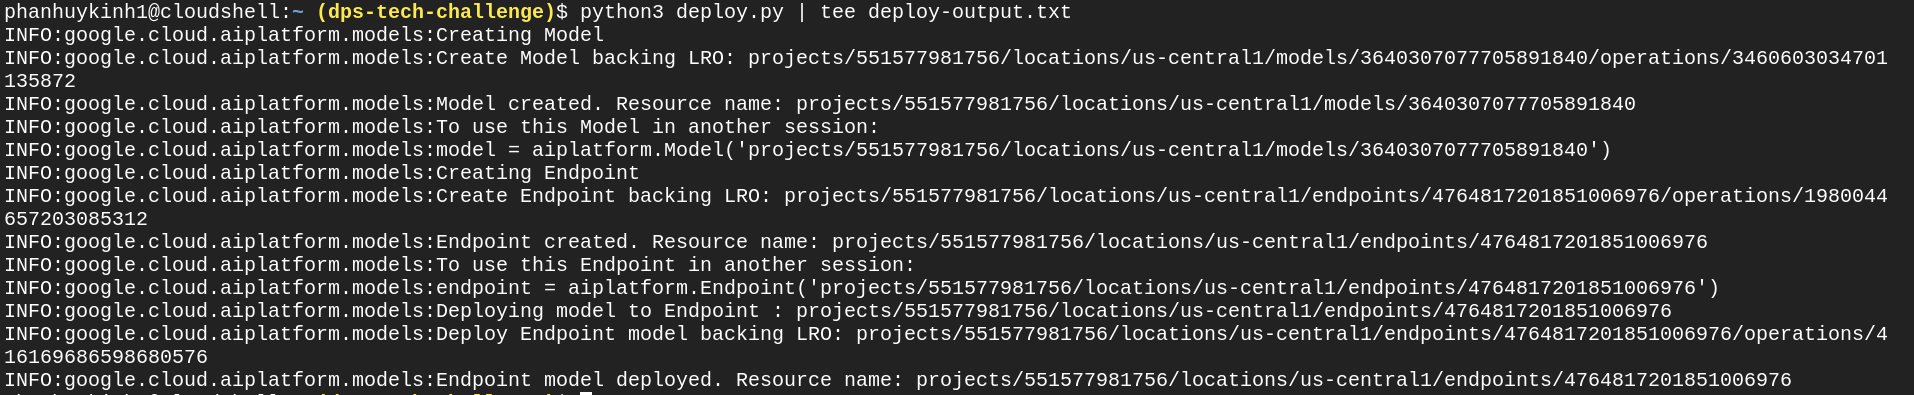 phanhuykinh1@cloudshell:~ (dps-tech-challenge)$ python3 deploy.py | tee deploy-output.txt
INFO:google.cloud.aiplatform.models:Creating Model
INFO:google.cloud.aiplatform.models:Create Model backing LRO: projects/551577981756/locations/us-central1/models/3640307077705891840/operations/3460603034701
135872
INFO:google.cloud.aiplatform.models:Model created. Resource name: projects/551577981756/locations/us-central1/models/3640307077705891840
INFO:google.cloud.aiplatform.models:To use this Model in another session:
INFO:google.cloud.aiplatform.models:model = aiplatform.Model('projects/551577981756/locations/us-central1/models/3640307077705891840')
INFO:google.cloud.aiplatform.models:Creating Endpoint
INFO:google.cloud.aiplatform.models:Create Endpoint backing LRO: projects/551577981756/locations/us-central1/endpoints/4764817201851006976/operations/1980044
657203085312
INFO:google.cloud.aiplatform.models:Endpoint created. Resource name: projects/551577981756/locations/us-central1/endpoints/4764817201851006976
INFO:google.cloud.aiplatform.models:To use this Endpoint in another session:
INFO:google.cloud.aiplatform.models:endpoint = aiplatform.Endpoint('projects/551577981756/locations/us-central1/endpoints/4764817201851006976')
INFO:google.cloud.aiplatform.models:Deploying model to Endpoint : projects/551577981756/locations/us-central1/endpoints/4764817201851006976
INFO:google.cloud.aiplatform.models:Deploy Endpoint model backing LRO: projects/551577981756/locations/us-central1/endpoints/4764817201851006976/operations/4
161169686598680576
INFO:google.cloud.aiplatform.models:Endpoint model deployed. Resource name: projects/551577981756/locations/us-central1/endpoints/4764817201851006976